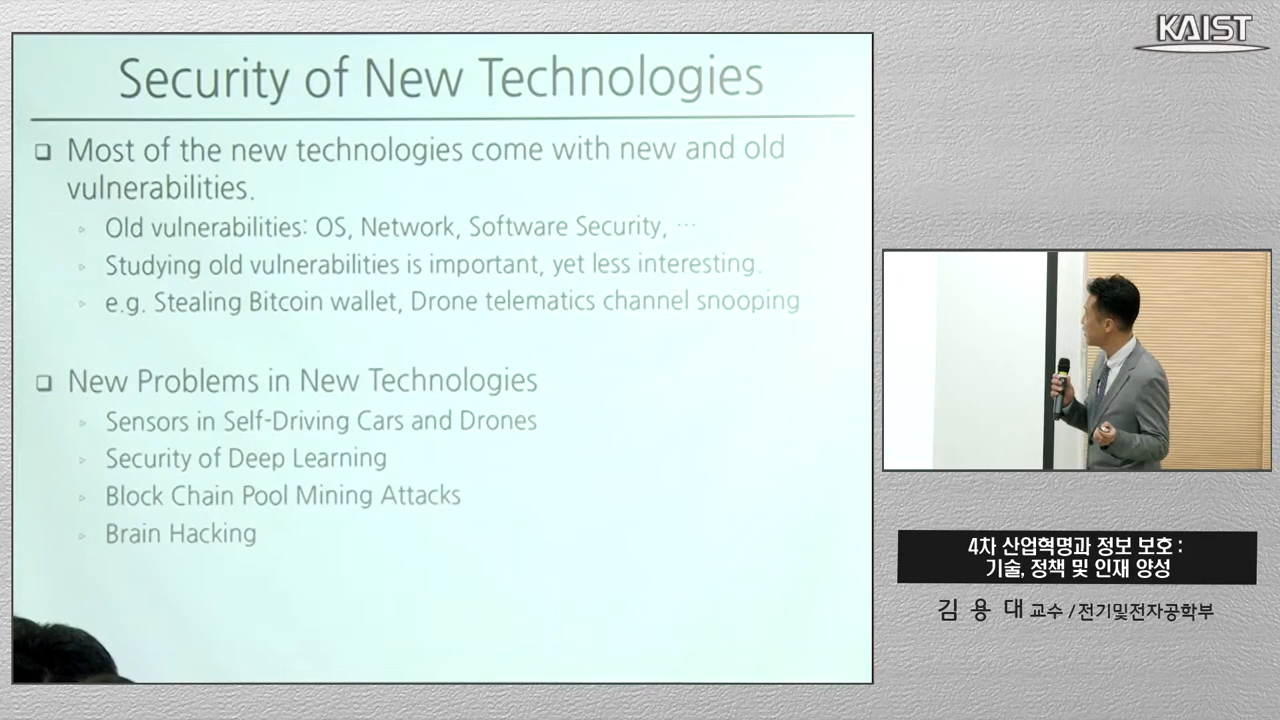 KAIST
Security of New Technologies
Most of the new technologies come with new and old
vulnerabilities.
Old vulnerabilities: OS, Network, Software Security, …
Studying old vulnerabilities is important, yet less interesting.
e.g. Stealing Bitcoin wallet, Drone telematics channel snooping
New Problems in New Technologies
Sensors in Self-Driving Cars and Drones
Security of Deep Learning
Block Chain Pool Mining Attacks
Brain Hacking
4차 산업혁명과 정보 보호 :
기술, 정책 및 인재 양성
김 용 대 교수 / 전기및전자공학부